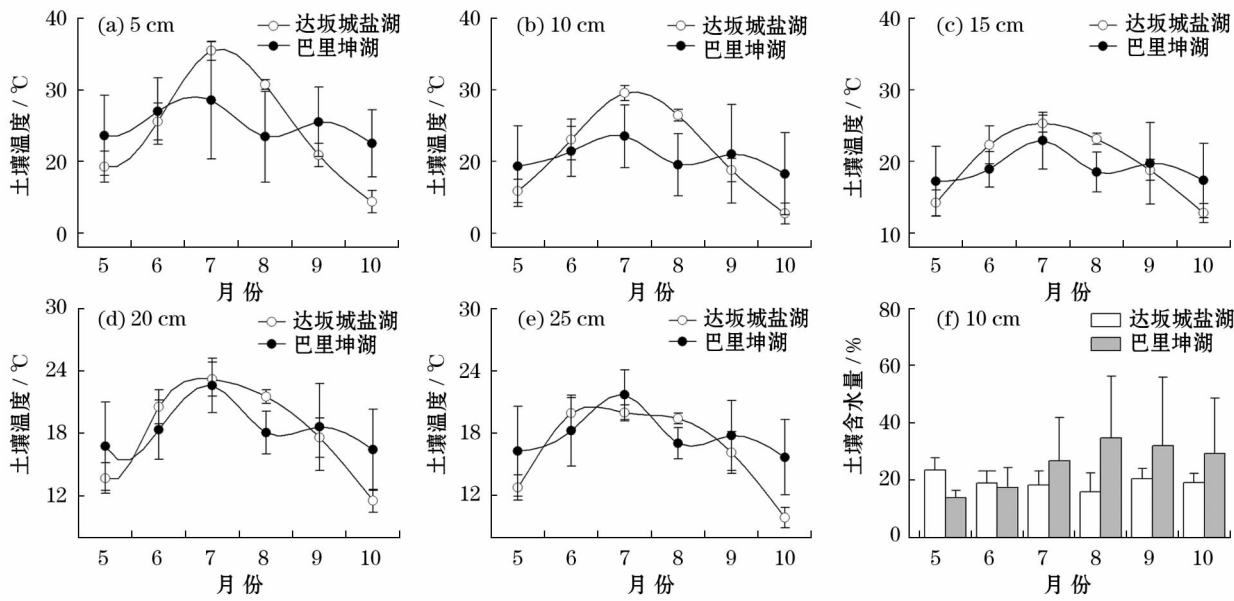 (a) 5 cm
达坂城盐湖
巴里坤湖
土壤温度 / ℃
40
30
20
0
5 6 7 8 9 10
月 份
(b) 10 cm
达坂城盐湖
巴里坤湖
土壤温度 / ℃
40
30
20
0
5 6 7 8 9 10
月 份
(c) 15 cm
达坂城盐湖
巴里坤湖
土壤温度 / ℃
40
30
20
10
5 6 7 8 9 10
月 份
(d) 20 cm
达坂城盐湖
巴里坤湖
土壤温度 / ℃
30
24
18
12
5 6 7 8 9 10
月 份
(e) 25 cm
达坂城盐湖
巴里坤湖
土壤温度 / ℃
30
24
18
12
5 6 7 8 9 10
月 份
(f) 10 cm
达坂城盐湖
巴里坤湖
土壤含水量 / %
80
60
40
20
0
5 6 7 8 9 10
月 份